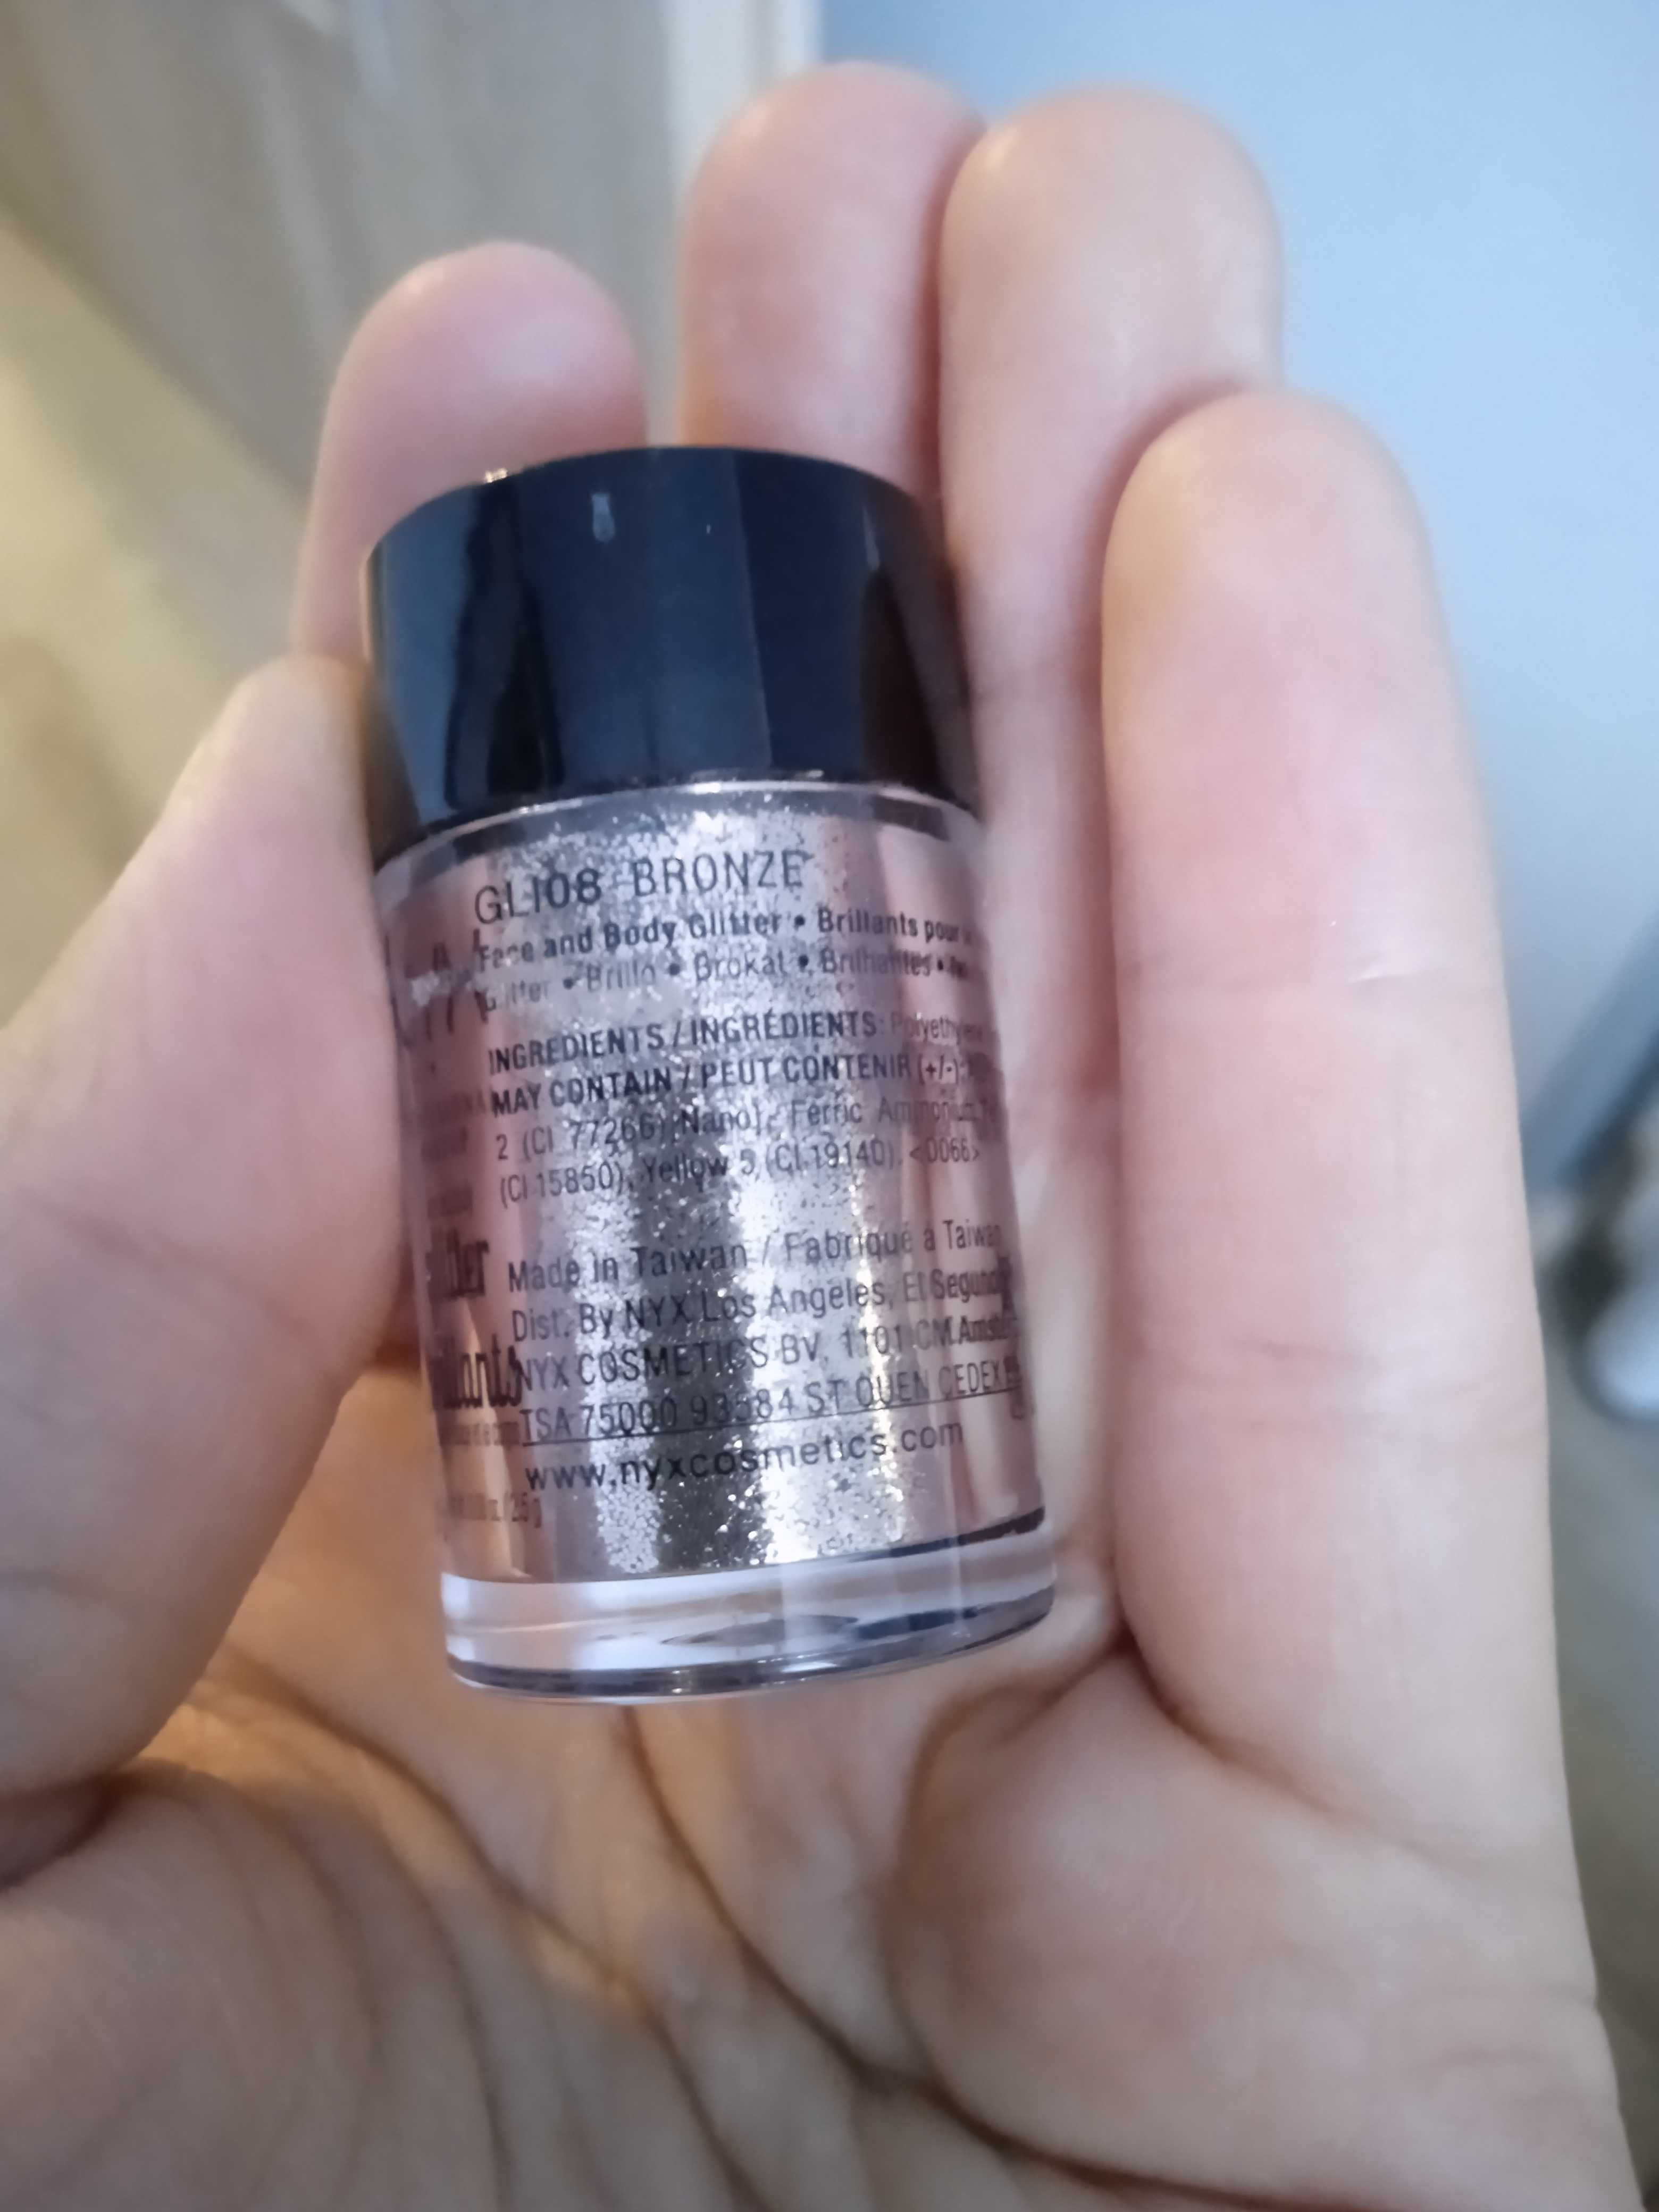 GLI08 BRONZE
Face and Body Glitter • Brillants pour
Glitter • Brillo • Brokat • Brilhantes •
INGREDIENTS / INGRÉDIENTS:
MAY CONTAIN / PEUT CONTENIR (+/-):
2 (CI 77266) [Nano], Ferric
(CI 15850), Yellow 5 (CI 19140). <0066>
Made In Taiwan / Fabriqué à Taiwan
Dist. By NYX Los Angeles, El
NYX COSMETICS BV, 1101 CM
TSA 75000 93584 ST OUEN CEDEX
www.nyxcosmetics.com